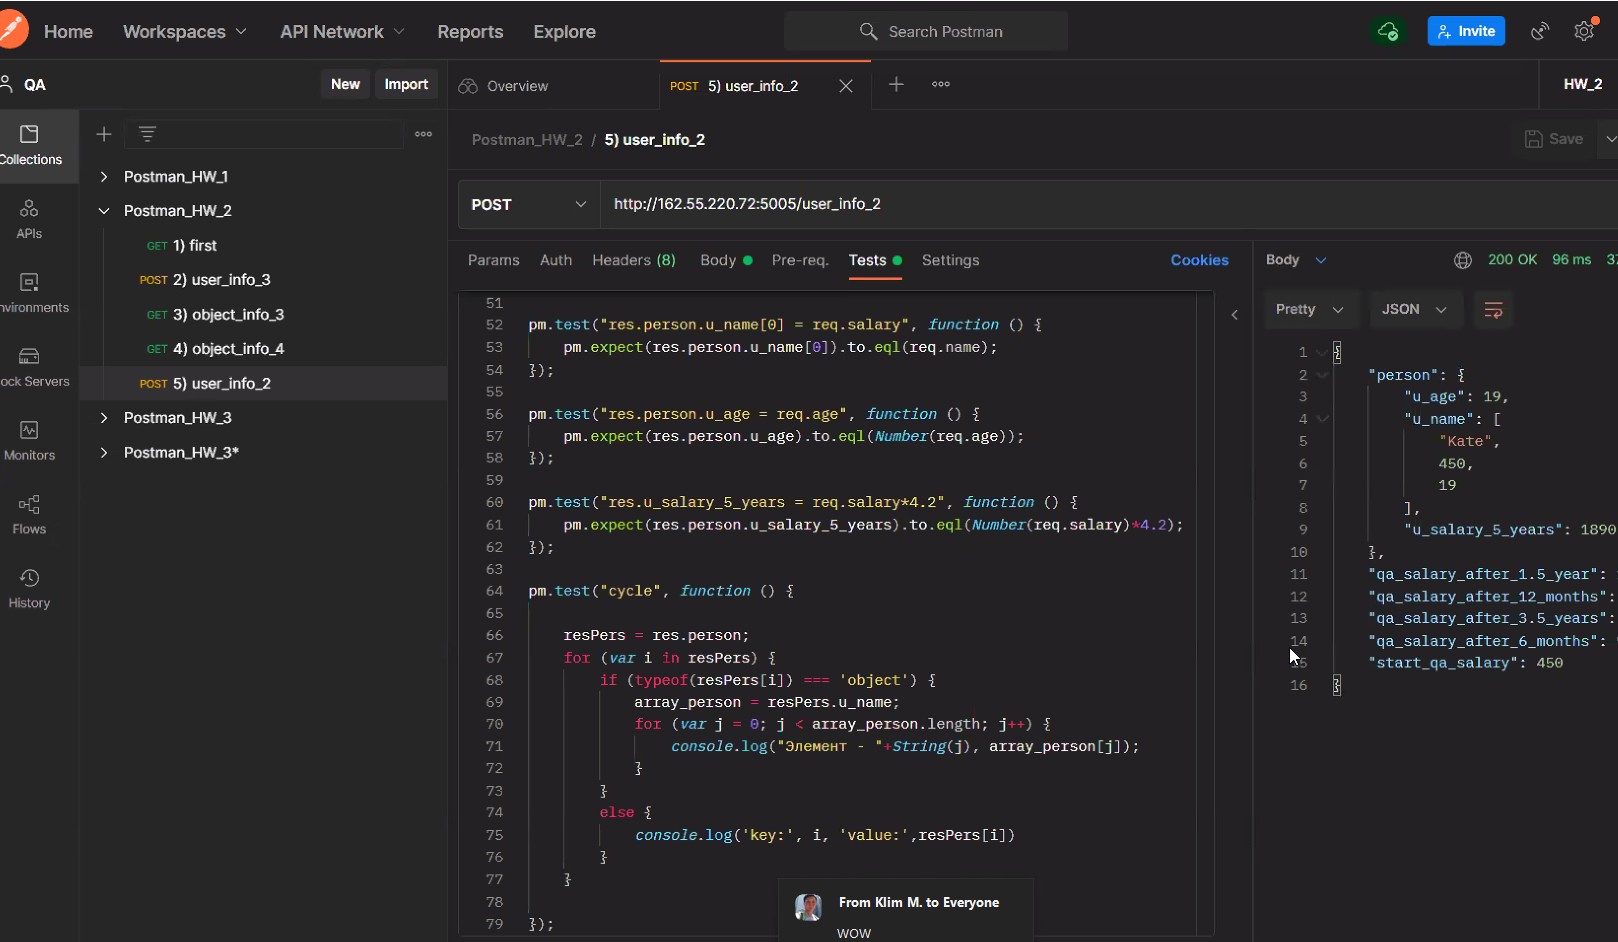 Home Workspaces API Network Reports Explore Search Postman Invite
QA New Import Overview POST 5) user_info_2 HW_2
Postman_HW_2 / 5) user_info_2 Save
POST http://162.55.220.72:5005/user_info_2
Collections
APIs
Monitors
Flows
History
Postman_HW_1
Postman_HW_2
GET 1) first
POST 2) user_info_3
GET 3) object_info_3
GET 4) object_info_4
POST 5) user_info_2
Postman_HW_3
Postman_HW_3*
Params Auth Headers (8) Body Pre-req. Tests Settings Cookies
51
52 pm.test("res.person.u_name[0] = req.salary", function () {
53 pm.expect(res.person.u_name[0]).to.eql(req.name);
54 });
55
56 pm.test("res.person.u_age = req.age", function () {
57 pm.expect(res.person.u_age).to.eql(Number(req.age));
58 });
59
60 pm.test("res.u_salary_5_years = req.salary*4.2", function () {
61 pm.expect(res.person.u_salary_5_years).to.eql(Number(req.salary)*4.2);
62 });
63
64 pm.test("cycle", function () {
65
66 resPers = res.person;
67 for (var i in resPers) {
68 if (typeof(resPers[i]) === 'object') {
69 array_person = resPers.u_name;
70 for (var j = 0; j < array_person.length; j++) {
71 console.log("Элемент - "+String(j), array_person[j]);
72 }
73 }
74 else {
75 console.log('key:', i, 'value:',resPers[i])
76 }
77 }
78
79 });
Body 200 OK 96 ms
Pretty JSON
1 {
2 "person": {
3 "u_age": 19,
4 "u_name": [
5 "Kate",
6 450,
7 19
8 ],
9 "u_salary_5_years": 1890
10 },
11 "qa_salary_after_1.5_year":
12 "qa_salary_after_12_months":
13 "qa_salary_after_3.5_years":
14 "qa_salary_after_6_months":
"start_qa_salary": 450
16 }
From Klim M. to Everyone
WOW